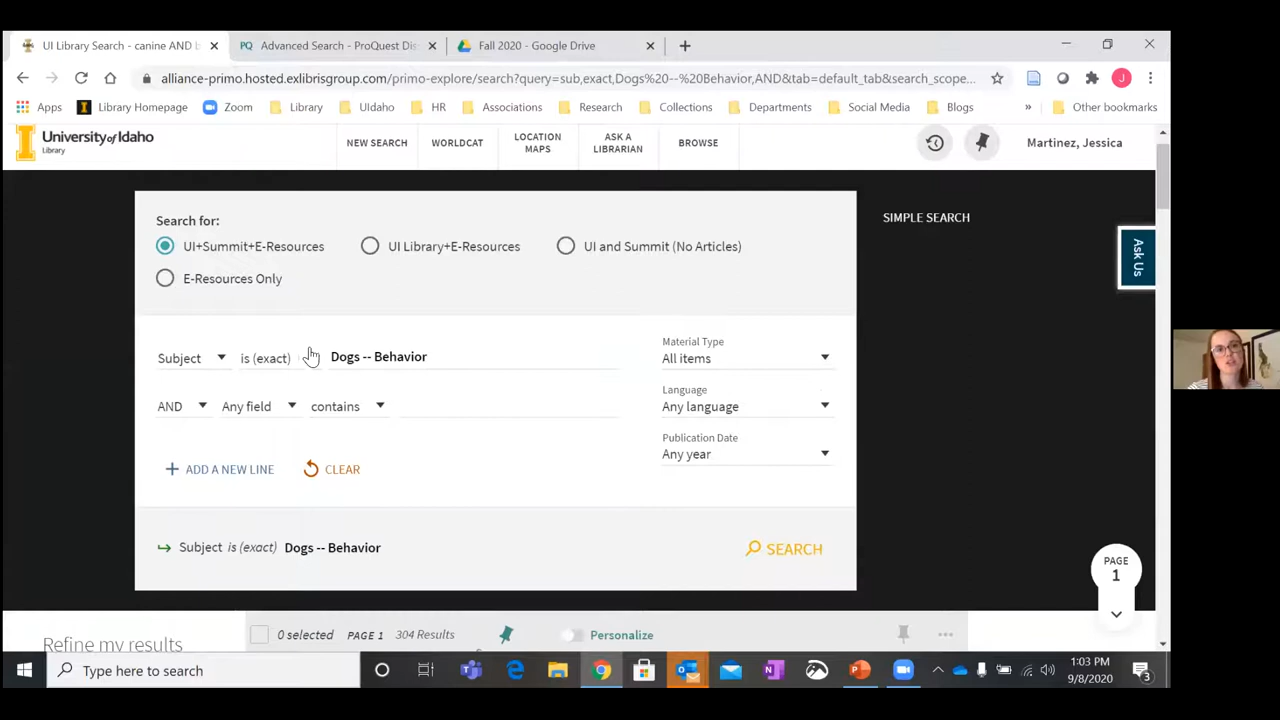 UI Library Search - canine AND b
PQ Advanced Search - ProQuest Dis
Fall 2020 - Google Drive
alliance-primo.hosted.exlibrisgroup.com/primo-explore/search?query=sub,exact,Dogs%20--%20Behavior,AND&tab=default_tab&search_scope...
J
Apps Library Homepage Zoom Library UIdaho HR Associations Research Collections Departments Social Media Blogs » Other bookmarks
University of Idaho
Library
NEW SEARCH
WORLDCAT
LOCATION
MAPS
ASK A
LIBRARIAN
BROWSE
Martinez, Jessica
Search for:
SIMPLE SEARCH
UI+Summit+E-Resources UI Library+E-Resources UI and Summit (No Articles)
E-Resources Only
Ask Us
Subject is (exact) Dogs -- Behavior
AND Any field contains
Material Type
All items
Language
Any language
Publication Date
Any year
+ ADD A NEW LINE CLEAR
Subject is (exact) Dogs -- Behavior
SEARCH
PAGE
1
Refine my results
0 selected PAGE 1 304 Results Personalize
Type here to search
1:03 PM
9/8/2020
3